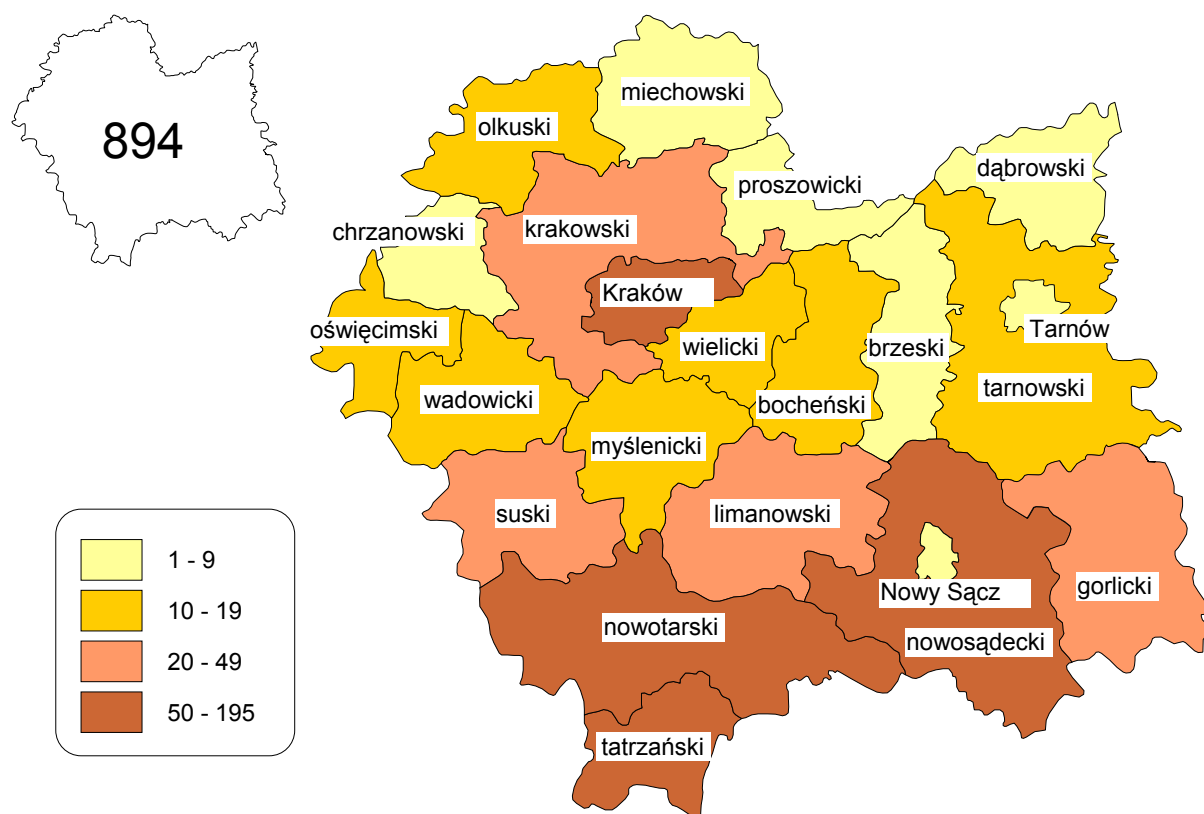 894
miechowski
olkuski
dąbrowski
proszowicki
chrzanowski
krakowski
Kraków
oświęcimski
Tarnów
wielicki
brzeski
tarnowski
wadowicki
bocheński
myślenicki
suski
limanowski
Nowy Sącz
gorlicki
nowotarski
nowosądecki
tatrzański
1 - 9
10 - 19
20 - 49
50 - 195